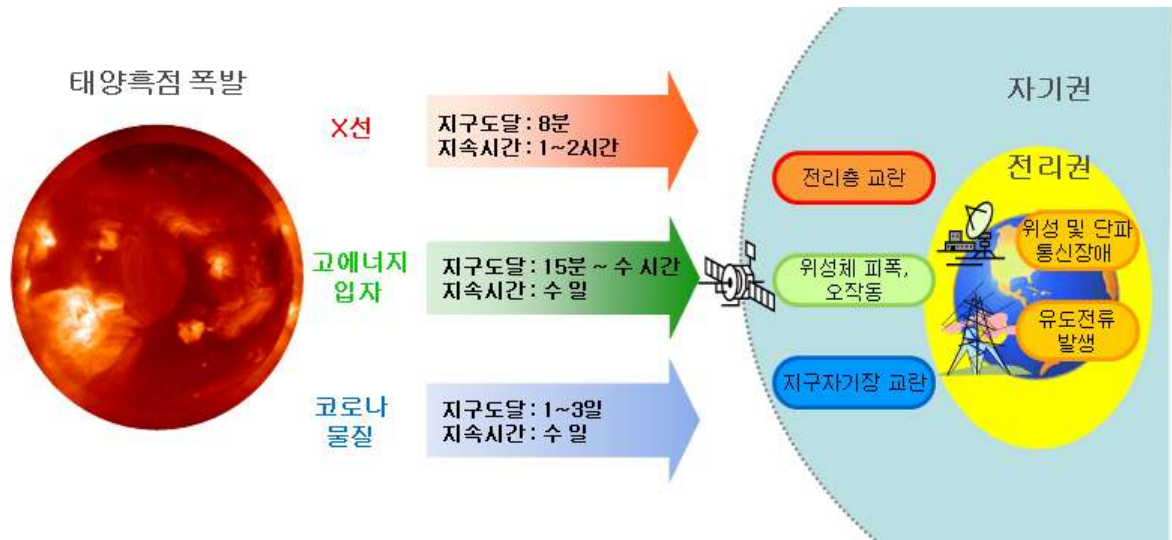 태양흑점 폭발
X선
지구도달 : 8분
지속시간 : 1~2시간
고에너지
입자
지구도달 : 15분 ~ 수 시간
지속시간 : 수 일
코로나
물질
지구도달 : 1~3일
지속시간 : 수 일
자기권
전리권
전리층 교란
위성체 피폭,
오작동
지구자기장 교란
위성 및 단파
통신장애
유도전류
발생